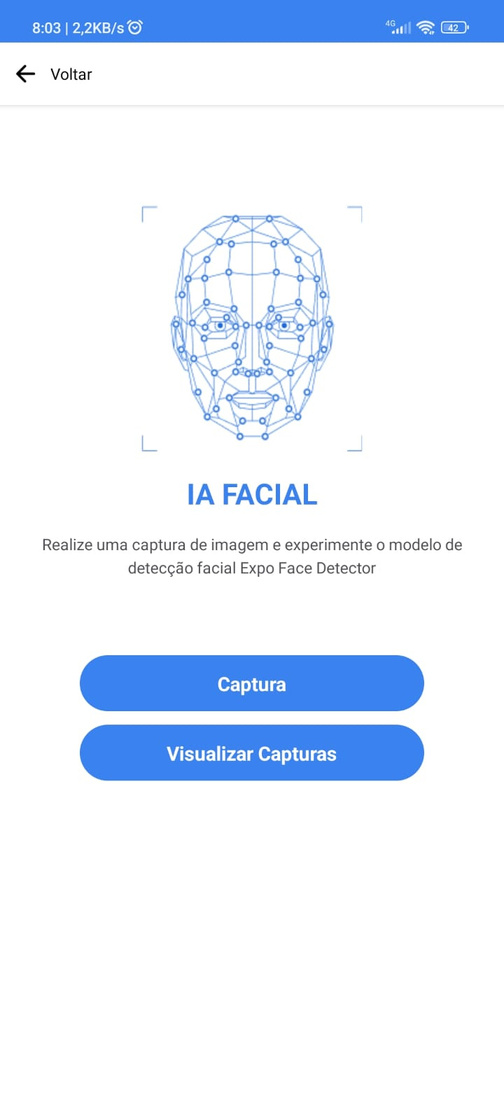 8:03 | 2,2KB/s 4G 42
Voltar
IA FACIAL
Realize uma captura de imagem e experimente o modelo de
detecção facial Expo Face Detector
Captura
Visualizar Capturas